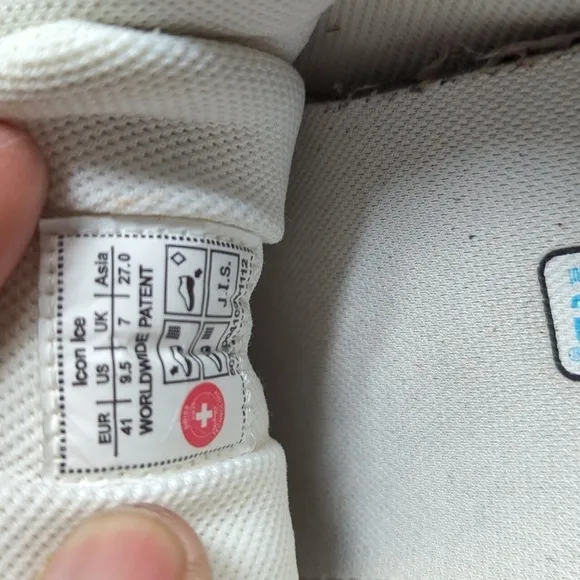 Icon Ice
EUR | US | UK | Asia
41 | 9.5 | 7 | 27.0
WORLDWIDE PATENT
J.I.S.